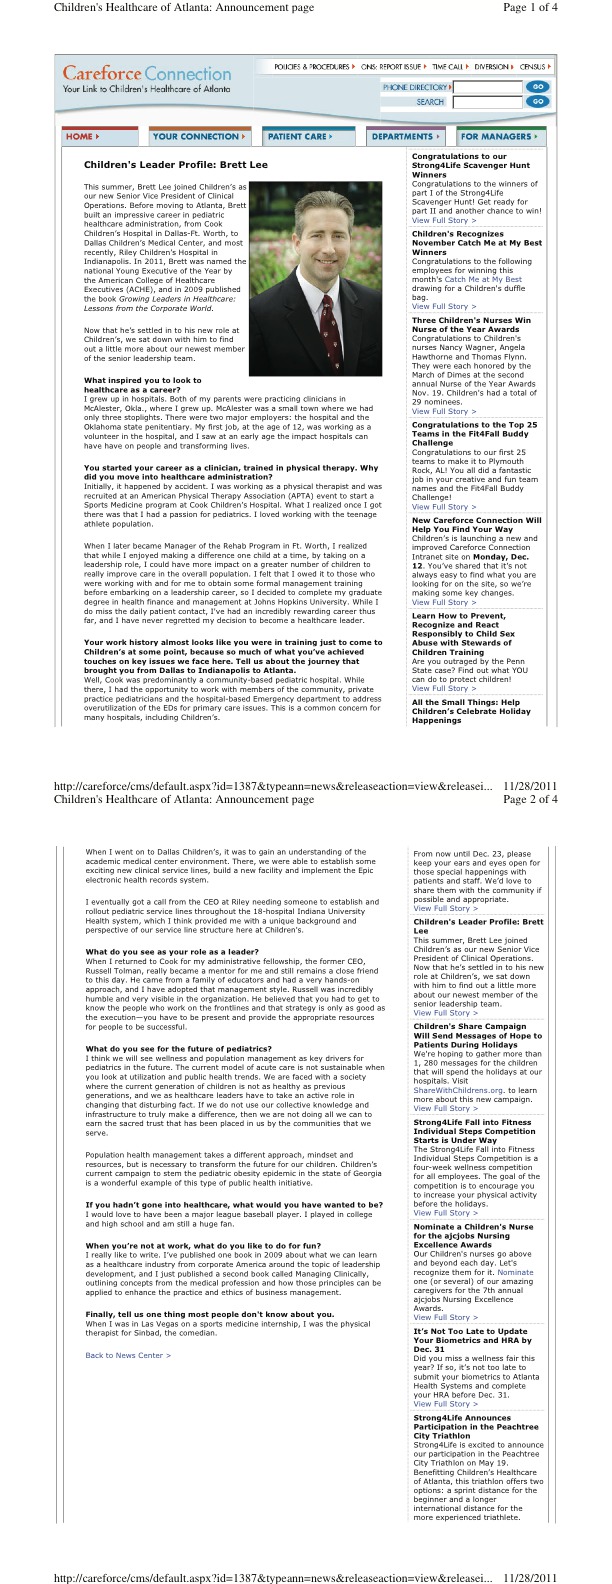 Children's Healthcare of Atlanta: Announcement page
Page 1 of 4
POLICIES & PROCEDURES
ONS: REPORT ISSUE
TIME CALL
DIVERSION
CENSUS
Careforce Connection
Your Link to Children's Healthcare of Atlanta
PHONE DIRECTORY
GO
SEARCH
GO
HOME
YOUR CONNECTION
PATIENT CARE
DEPARTMENTS
FOR MANAGERS
Children's Leader Profile: Brett Lee
This summer, Brett Lee joined Children's as
our new Senior Vice President of Clinical
Operations. Before moving to Atlanta, Brett
built an impressive career in pediatric
healthcare administration, from Cook
Children's Hospital in Dallas-Ft. Worth, to
Dallas Children's Medical Center, and most
recently, Riley Children's Hospital in
Indianapolis. In 2011, Brett was named the
national Young Executive of the Year by
the American College of Healthcare
Executives (ACHE), and in 2009 published
the book Growing Leaders in Healthcare:
Lessons from the Corporate World.
Now that he's settled in to his new role at
Children's, we sat down with him to find
out a little more about our newest member
of the senior leadership team.
What inspired you to look to
healthcare as a career?
I grew up in hospitals. Both of my parents were practicing clinicians in
McAlester, Okla., where I grew up. McAlester was a small town where we had
only three stoplights. There were two major employers: the hospital and the
Oklahoma state penitentiary. My first job, at the age of 12, was working as a
volunteer in the hospital, and I saw at an early age the impact hospitals can
have have on people and transforming lives.
You started your career as a clinician, trained in physical therapy. Why
did you move into healthcare administration?
Initially, it happened by accident. I was working as a physical therapist and was
recruited at an American Physical Therapy Association (APTA) event to start a
Sports Medicine program at Cook Children's Hospital. What I realized once I got
there was that I had a passion for pediatrics. I loved working with the teenage
athlete population.
When I later became Manager of the Rehab Program in Ft. Worth, I realized
that while I enjoyed making a difference one child at a time, by taking on a
leadership role, I could have more impact on a greater number of children to
really improve care in the overall population. I felt that I owed it to those who
were working with and for me to obtain some formal management training
before embarking on a leadership career, so I decided to complete my graduate
degree in health finance and management at Johns Hopkins University. While I
do miss the daily patient contact, I've had an incredibly rewarding career thus
far, and I have never regretted my decision to become a healthcare leader.
Your work history almost looks like you were in training just to come to
Children's at some point, because so much of what you've achieved
touches on key issues we face here. Tell us about the journey that
brought you from Dallas to Indianapolis to Atlanta.
Well, Cook was predominantly a community-based pediatric hospital. While
there, I had the opportunity to work with members of the community, private
practice pediatricians and the hospital-based Emergency department to address
overutilization of the EDs for primary care issues. This is a common concern for
many hospitals, including Children's.
Congratulations to our
Strong4Life Scavenger Hunt
Winners
Congratulations to the winners of
part I of the Strong4Life
Scavenger Hunt! Get ready for
part II and another chance to win!
View Full Story >
Children's Recognizes
November Catch Me at My Best
Winners
Congratulations to the following
employees for winning this
month's Catch Me at My Best
drawing for a Children's duffle
bag.
View Full Story >
Three Children's Nurses Win
Nurse of the Year Awards
Congratulations to Children's
nurses Nancy Wagner, Angela
Hawthorne and Thomas Flynn.
They were each honored by the
March of Dimes at the second
annual Nurse of the Year Awards
Nov. 19. Children's had a total of
29 nominees.
View Full Story >
Congratulations to the Top 25
Teams in the Fit4Fall Buddy
Challenge
Congratulations to our first 25
teams to make it to Plymouth
Rock, AL! You all did a fantastic
job in your creative and fun team
names and the Fit4Fall Buddy
Challenge!
View Full Story >
New Careforce Connection Will
Help You Find Your Way
Children's is launching a new and
improved Careforce Connection
Intranet site on Monday, Dec.
12. You've shared that it's not
always easy to find what you are
looking for on the site, so we're
making some key changes.
View Full Story >
Learn How to Prevent,
Recognize and React
Responsibly to Child Sex
Abuse with Stewards of
Children Training
Are you outraged by the Penn
State case? Find out what YOU
can do to protect children!
View Full Story >
All the Small Things: Help
Children's Celebrate Holiday
Happenings
http://careforce/cms/default.aspx?id=1387&typeann=news&releaseaction=view&releasei...
11/28/2011
Children's Healthcare of Atlanta: Announcement page
Page 2 of 4
When I went on to Dallas Children's, it was to gain an understanding of the
academic medical center environment. There, we were able to establish some
exciting new clinical service lines, build a new facility and implement the Epic
electronic health records system.
I eventually got a call from the CEO at Riley needing someone to establish and
rollout pediatric service lines throughout the 18-hospital Indiana University
Health system, which I think provided me with a unique background and
perspective of our service line structure here at Children's.
What do you see as your role as a leader?
When I returned to Cook for my administrative fellowship, the former CEO,
Russell Tolman, really became a mentor for me and still remains a close friend
to this day. He came from a family of educators and had a very hands-on
approach, and I have adopted that management style. Russell was incredibly
humble and very visible in the organization. He believed that you had to get to
know the people who work on the frontlines and that strategy is only as good as
the execution—you have to be present and provide the appropriate resources
for people to be successful.
What do you see for the future of pediatrics?
I think we will see wellness and population management as key drivers for
pediatrics in the future. The current model of acute care is not sustainable when
you look at utilization and public health trends. We are faced with a society
where the current generation of children is not as healthy as previous
generations, and we as healthcare leaders have to take an active role in
changing that disturbing fact. If we do not use our collective knowledge and
infrastructure to truly make a difference, then we are not doing all we can to
earn the sacred trust that has been placed in us by the communities that we
serve.
Population health management takes a different approach, mindset and
resources, but is necessary to transform the future for our children. Children's
current campaign to stem the pediatric obesity epidemic in the state of Georgia
is a wonderful example of this type of public health initiative.
If you hadn't gone into healthcare, what would you have wanted to be?
I would love to have been a major league baseball player. I played in college
and high school and am still a huge fan.
When you're not at work, what do you like to do for fun?
I really like to write. I've published one book in 2009 about what we can learn
as a healthcare industry from corporate America around the topic of leadership
development, and I just published a second book called Managing Clinically,
outlining concepts from the medical profession and how those principles can be
applied to enhance the practice and ethics of business management.
Finally, tell us one thing most people don't know about you.
When I was in Las Vegas on a sports medicine internship, I was the physical
therapist for Sinbad, the comedian.
Back to News Center >
From now until Dec. 23, please
keep your ears and eyes open for
those special happenings with
patients and staff. We'd love to
share them with the community if
possible and appropriate.
View Full Story >
Children's Leader Profile: Brett
Lee
This summer, Brett Lee joined
Children's as our new Senior Vice
President of Clinical Operations.
Now that he's settled in to his new
role at Children's, we sat down
with him to find out a little more
about our newest member of the
senior leadership team.
View Full Story >
Children's Share Campaign
Will Send Messages of Hope to
Patients During Holidays
We're hoping to gather more than
1, 280 messages for the children
that will spend the holidays at our
hospitals. Visit
ShareWithChildrens.org. to learn
more about this new campaign.
View Full Story >
Strong4Life Fall into Fitness
Individual Steps Competition
Starts is Under Way
The Strong4Life Fall into Fitness
Individual Steps Competition is a
four-week wellness competition
for all employees. The goal of the
competition is to encourage you
to increase your physical activity
before the holidays.
View Full Story >
Nominate a Children's Nurse
for the ajcjobs Nursing
Excellence Awards
Our Children's nurses go above
and beyond each day. Let's
recognize them for it. Nominate
one (or several) of our amazing
caregivers for the 7th annual
ajcjobs Nursing Excellence
Awards.
View Full Story >
It's Not Too Late to Update
Your Biometrics and HRA by
Dec. 31
Did you miss a wellness fair this
year? If so, it's not too late to
submit your biometrics to Atlanta
Health Systems and complete
your HRA before Dec. 31.
View Full Story >
Strong4Life Announces
Participation in the Peachtree
City Triathlon
Strong4Life is excited to announce
our participation in the Peachtree
City Triathlon on May 19.
Benefitting Children's Healthcare
of Atlanta, this triathlon offers two
options: a sprint distance for the
beginner and a longer
international distance for the
more experienced triathlete.
http://careforce/cms/default.aspx?id=1387&typeann=news&releaseaction=view&releasei...
11/28/2011